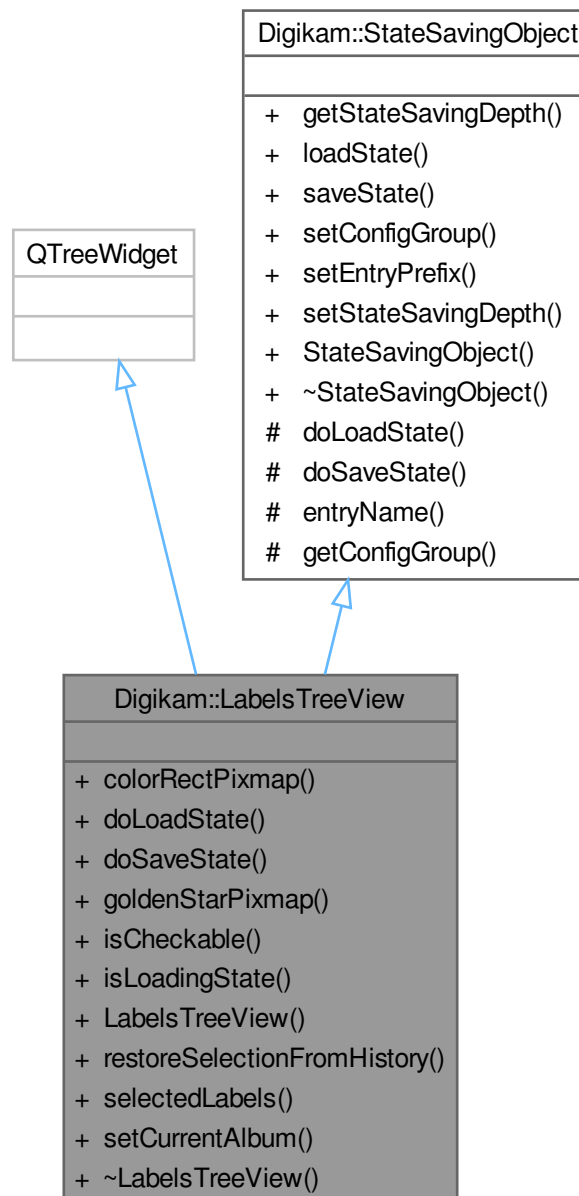 Digikam::StateSavingObject
+ getStateSavingDepth()
+ loadState()
+ saveState()
+ setConfigGroup()
+ setEntryPrefix()
+ setStateSavingDepth()
+ StateSavingObject()
+ ~StateSavingObject()
# doLoadState()
# doSaveState()
# entryName()
# getConfigGroup()
QTreeWidget
Digikam::LabelsTreeView
+ colorRectPixmap()
+ doLoadState()
+ doSaveState()
+ goldenStarPixmap()
+ isCheckable()
+ isLoadingState()
+ LabelsTreeView()
+ restoreSelectionFromHistory()
+ selectedLabels()
+ setCurrentAlbum()
+ ~LabelsTreeView()